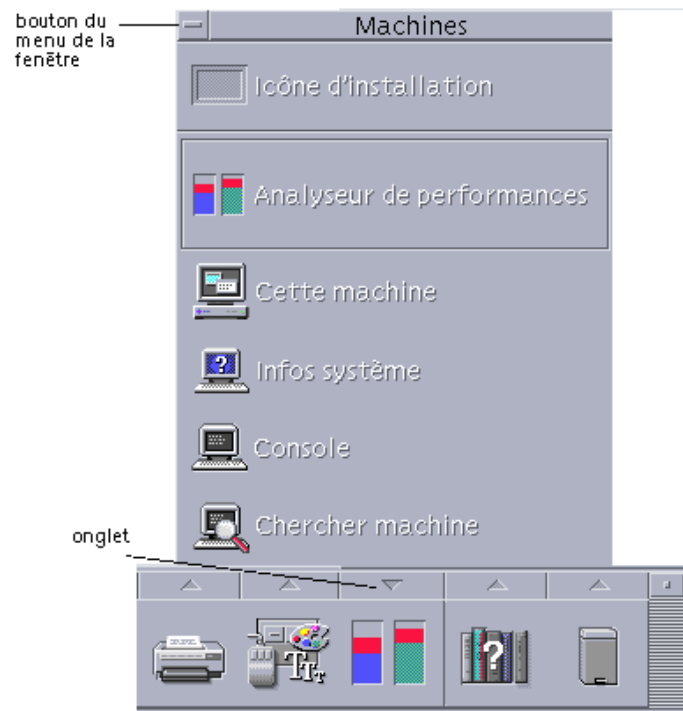 bouton du
menu de la
fenêtre
Machines
Icône d'installation
Analyseur de performances
Cette machine
Infos système
Console
Chercher machine
onglet
?